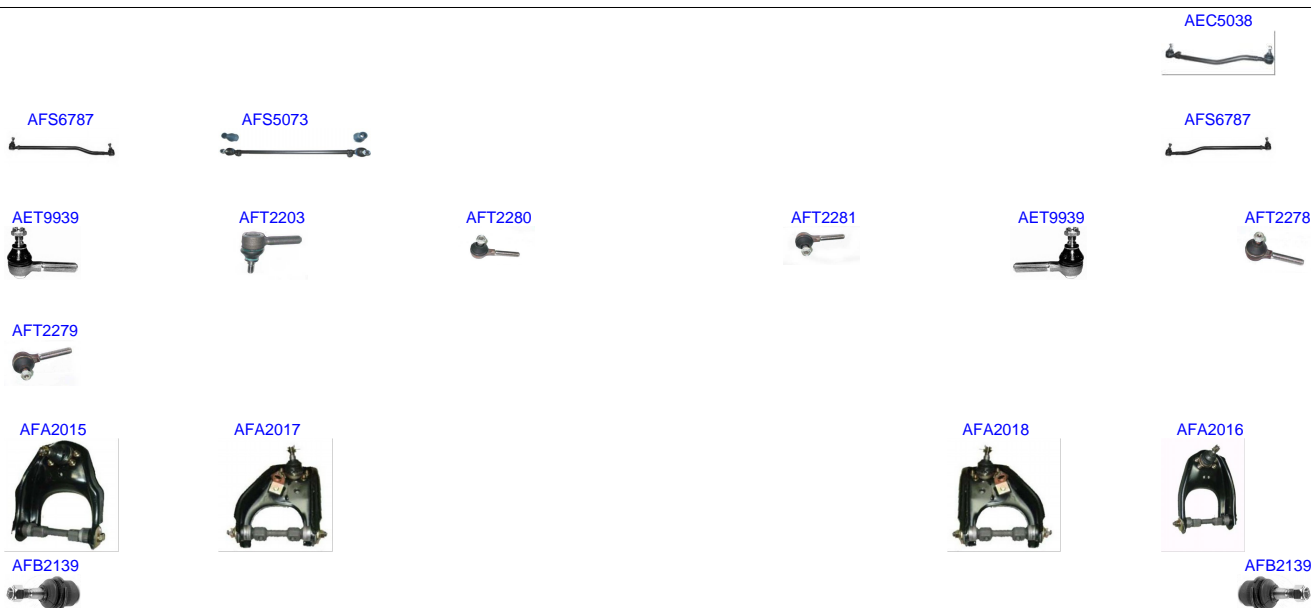 AEC5038
AFS6787 AFS5073 AFS6787
AET9939 AFT2203 AFT2280 AFT2281 AET9939 AFT2278
AFT2279
AFA2015 AFA2017 AFA2018 AFA2016
AFB2139 AFB2139